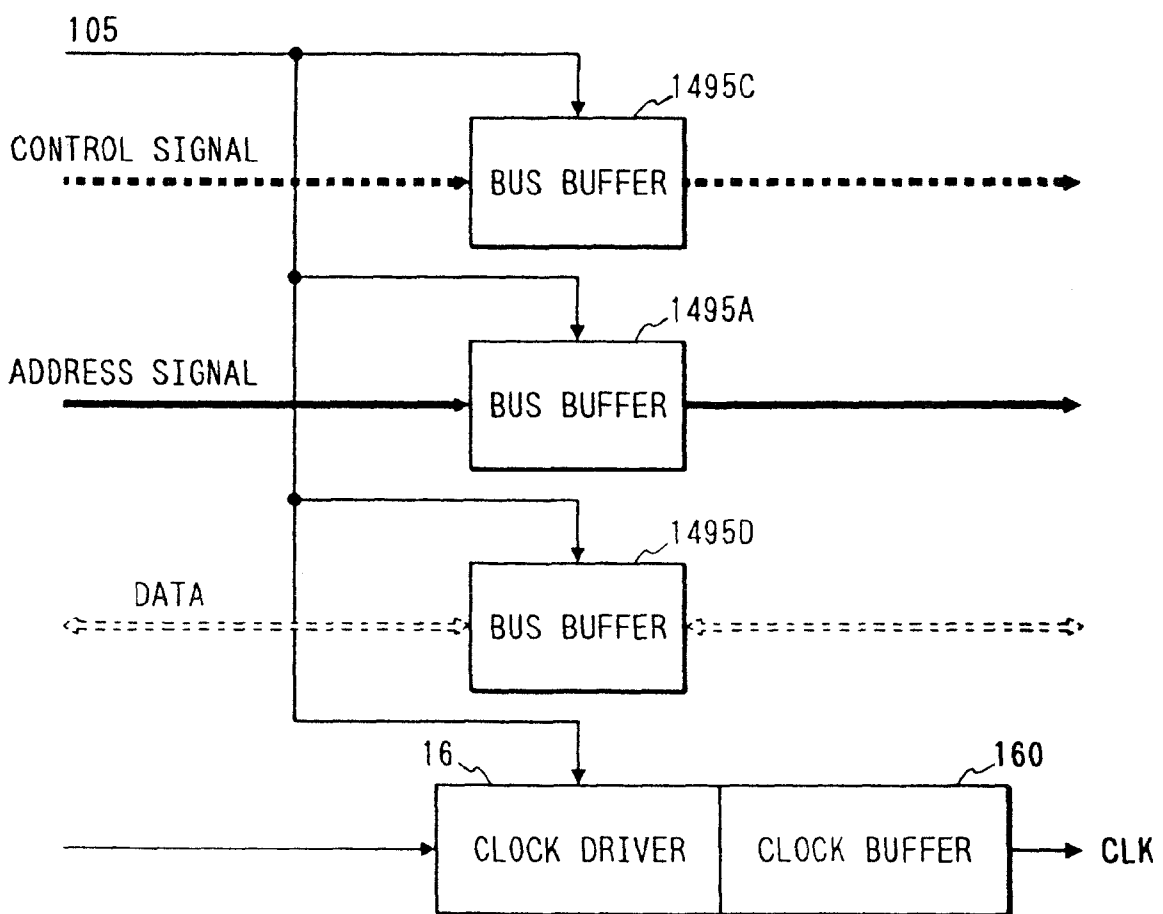 105
1495C
CONTROL SIGNAL
BUS BUFFER
1495A
ADDRESS SIGNAL
BUS BUFFER
1495D
DATA
BUS BUFFER
16
160
CLOCK DRIVER
CLOCK BUFFER
CLK